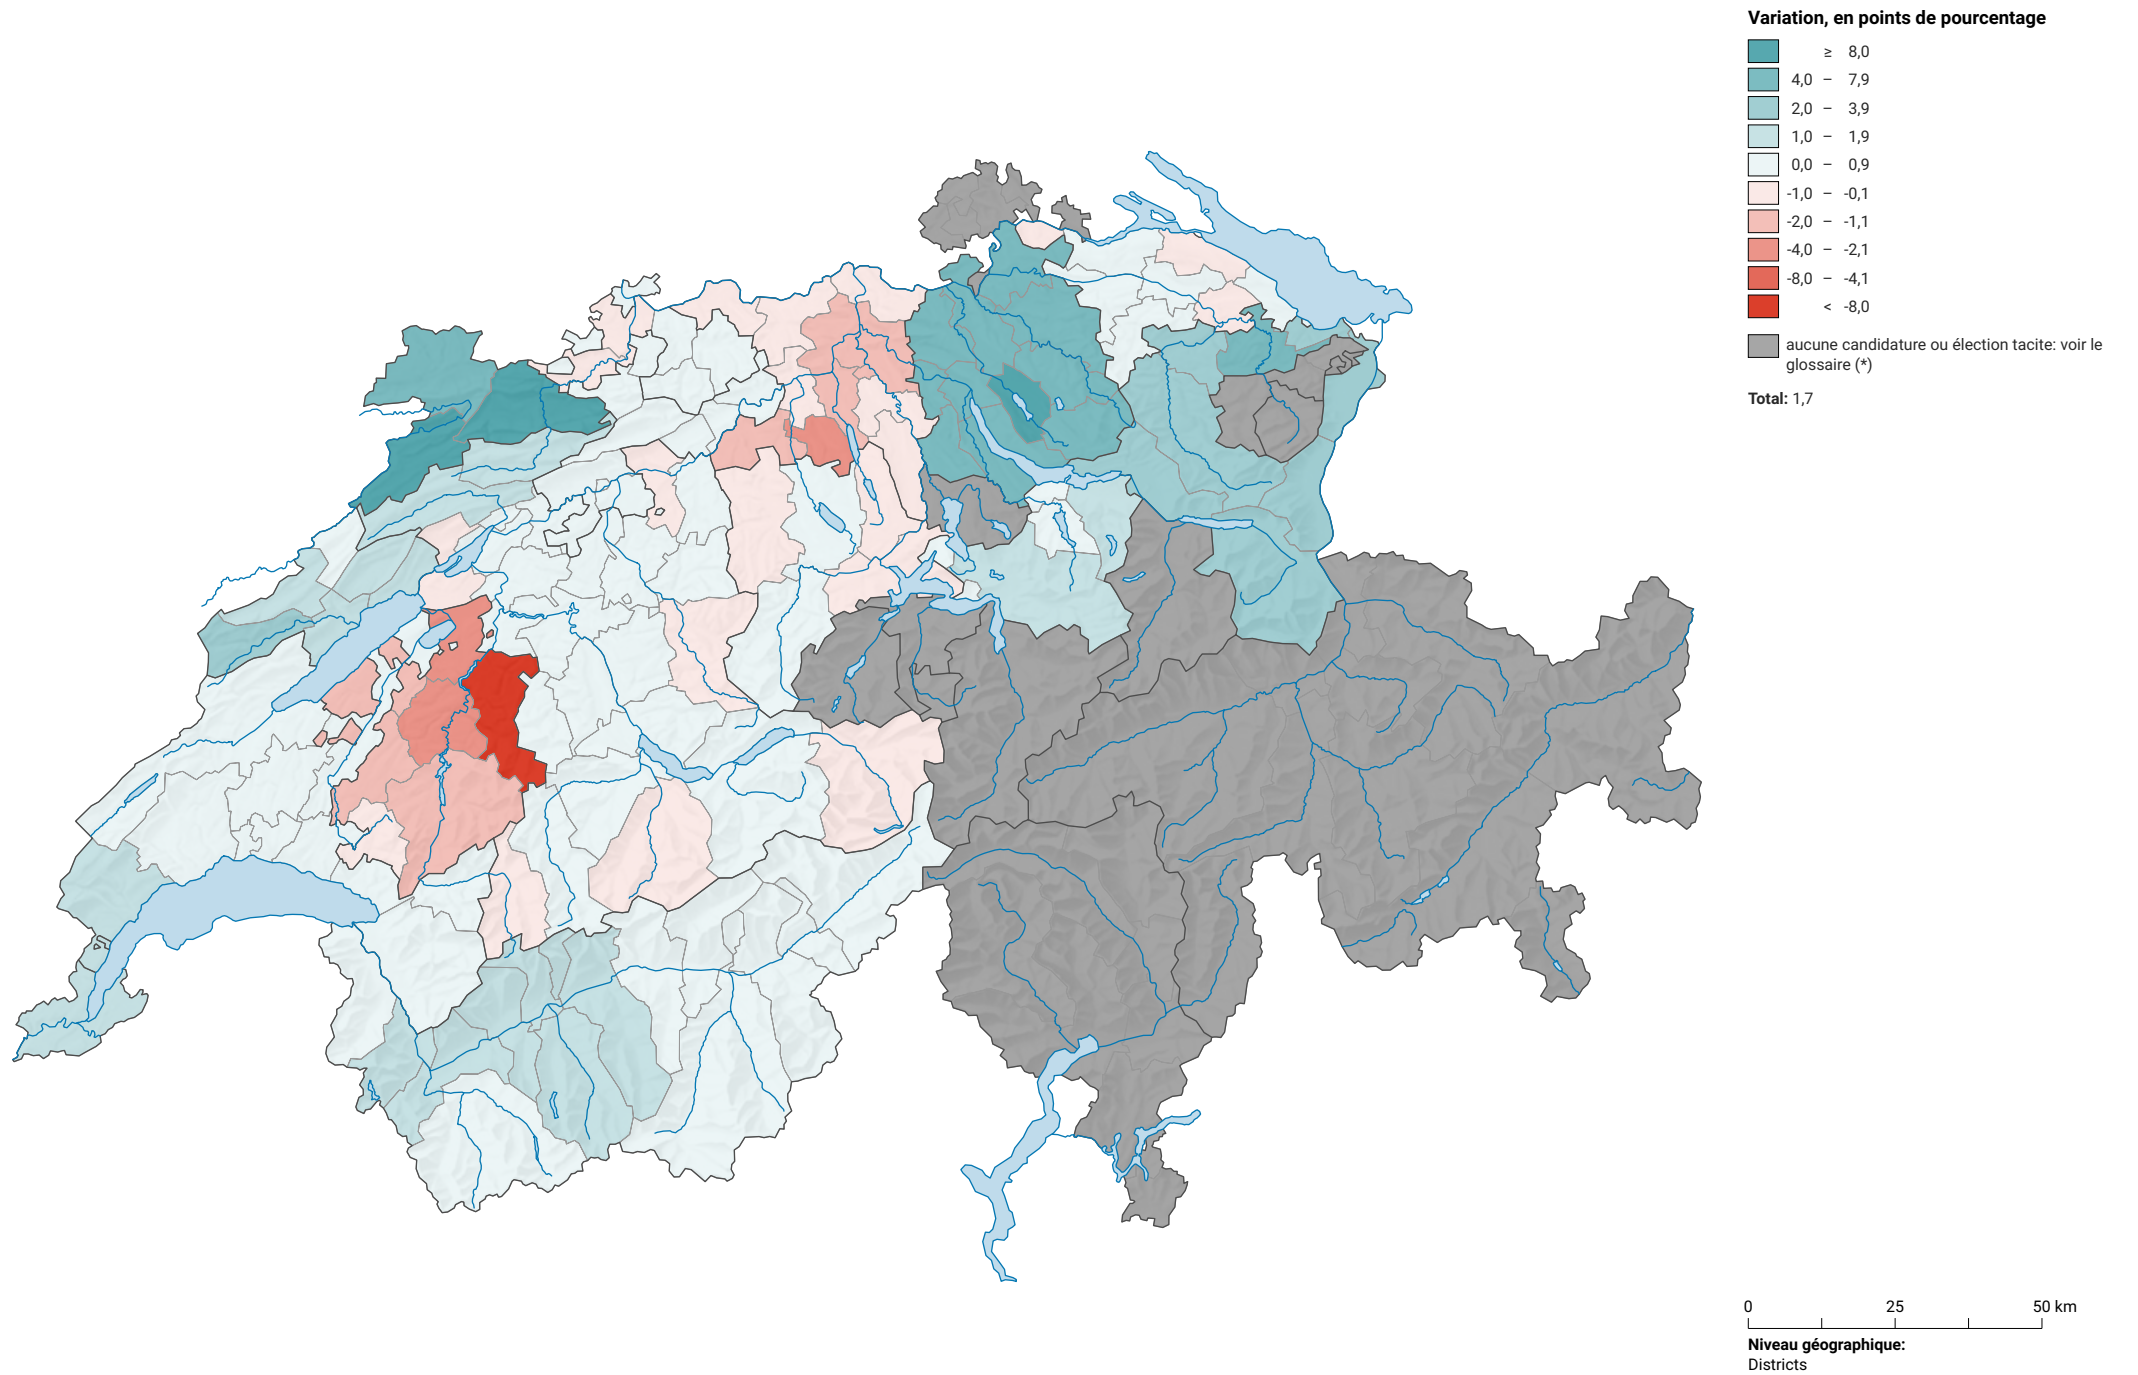 Variation, en points de pourcentage
≥ 8,0
4,0 – 7,9
2,0 – 3,9
1,0 – 1,9
0,0 – 0,9
-1,0 – -0,1
-2,0 – -1,1
-4,0 – -2,1
-8,0 – -4,1
< -8,0
aucune candidature ou élection tacite: voir le
glossaire (*)
Total: 1,7
0 25 50 km
Niveau géographique:
Districts